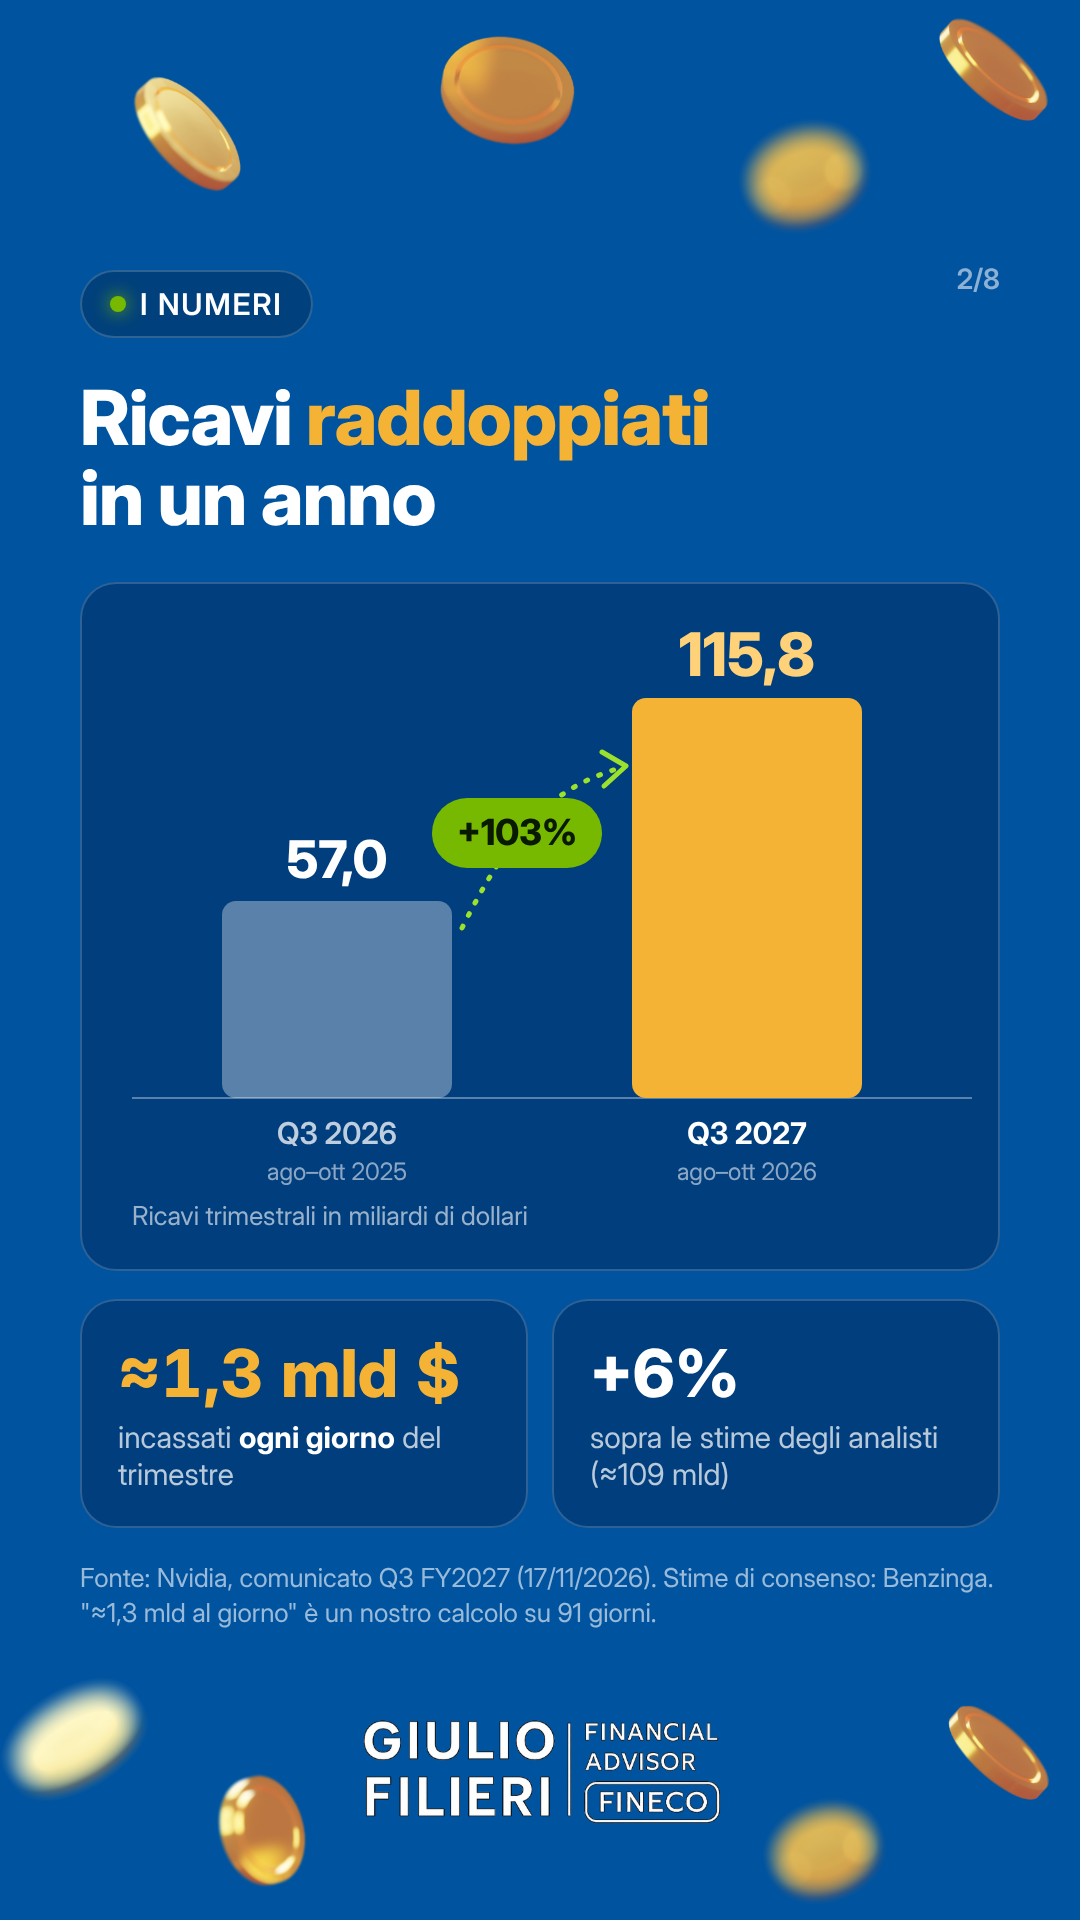 2/8
I NUMERI
Ricavi raddoppiati
in un anno
115,8
+103%
57,0
Q3 2026
ago–ott 2025
Q3 2027
ago–ott 2026
Ricavi trimestrali in miliardi di dollari
≈1,3 mld $
incassati ogni giorno del
trimestre
+6%
sopra le stime degli analisti
(≈109 mld)
Fonte: Nvidia, comunicato Q3 FY2027 (17/11/2026). Stime di consenso: Benzinga.
"≈1,3 mld al giorno" è un nostro calcolo su 91 giorni.
GIULIO
FILIERI
FINANCIAL
ADVISOR
FINECO